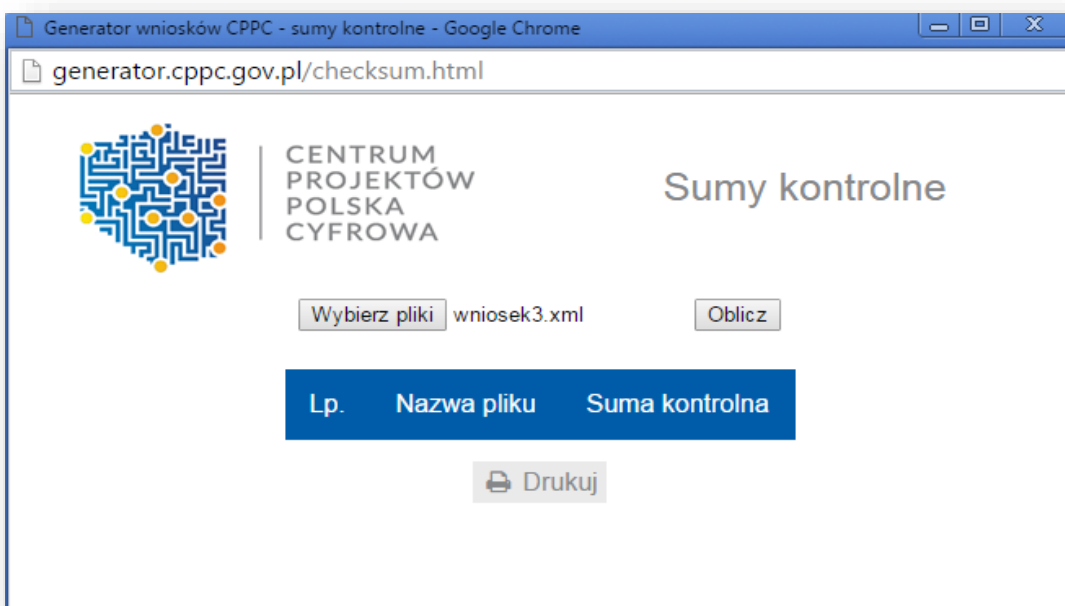 Generator wniosków CPPC - sumy kontrolne - Google Chrome
generator.cppc.gov.pl/checksum.html
CENTRUM
PROJEKTÓW
POLSKA
CYFROWA
Sumy kontrolne
Wybierz pliki wniosek3.xml Oblicz
Lp. Nazwa pliku Suma kontrolna
Drukuj